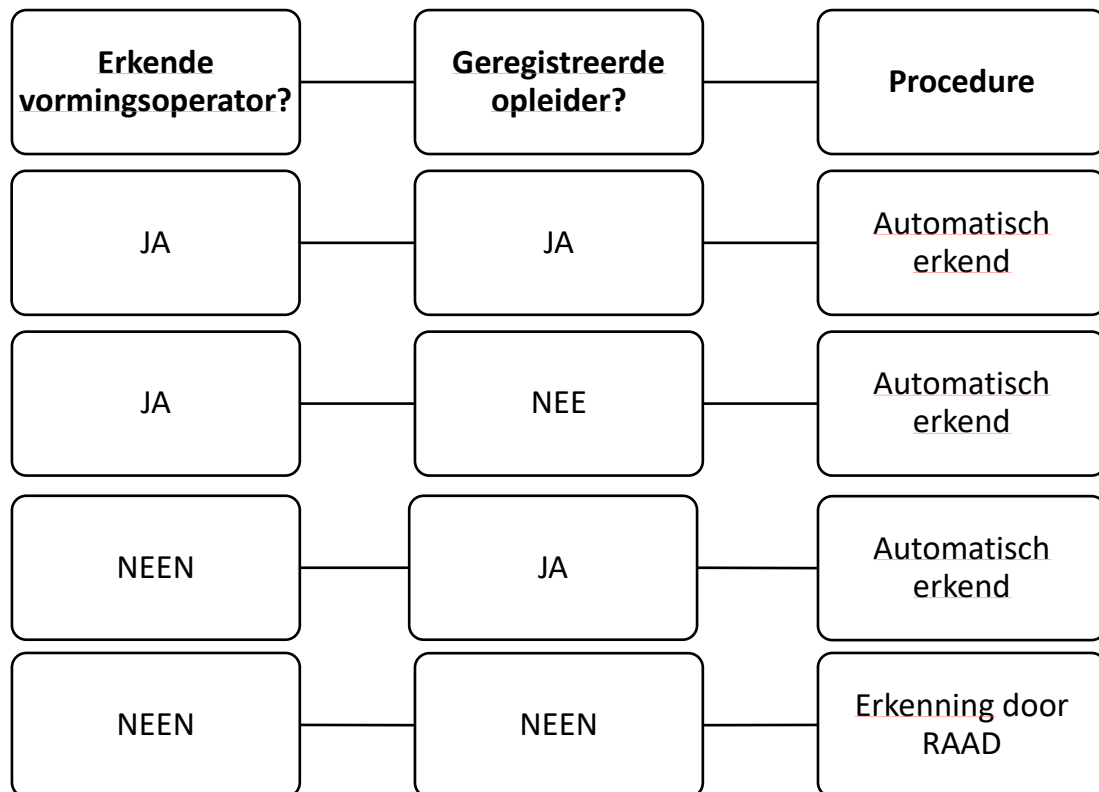 Erkende
vormingsoperator?
Geregistreerde
opleider?
Procedure
JA
JA
Automatisch
erkend
JA
NEE
Automatisch
erkend
NEEN
JA
Automatisch
erkend
NEEN
NEEN
Erkenning door
RAAD